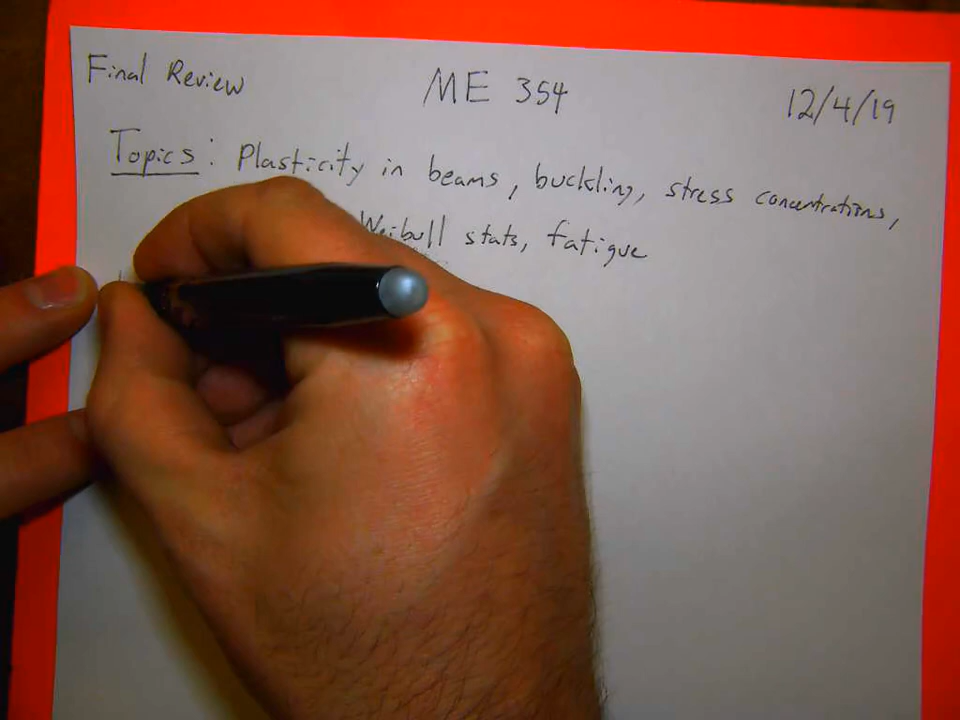 Final Review
ME 354
12/4/19
Topics: Plasticity in beams, buckling, stress concentrations,
Weibull stats, fatigue